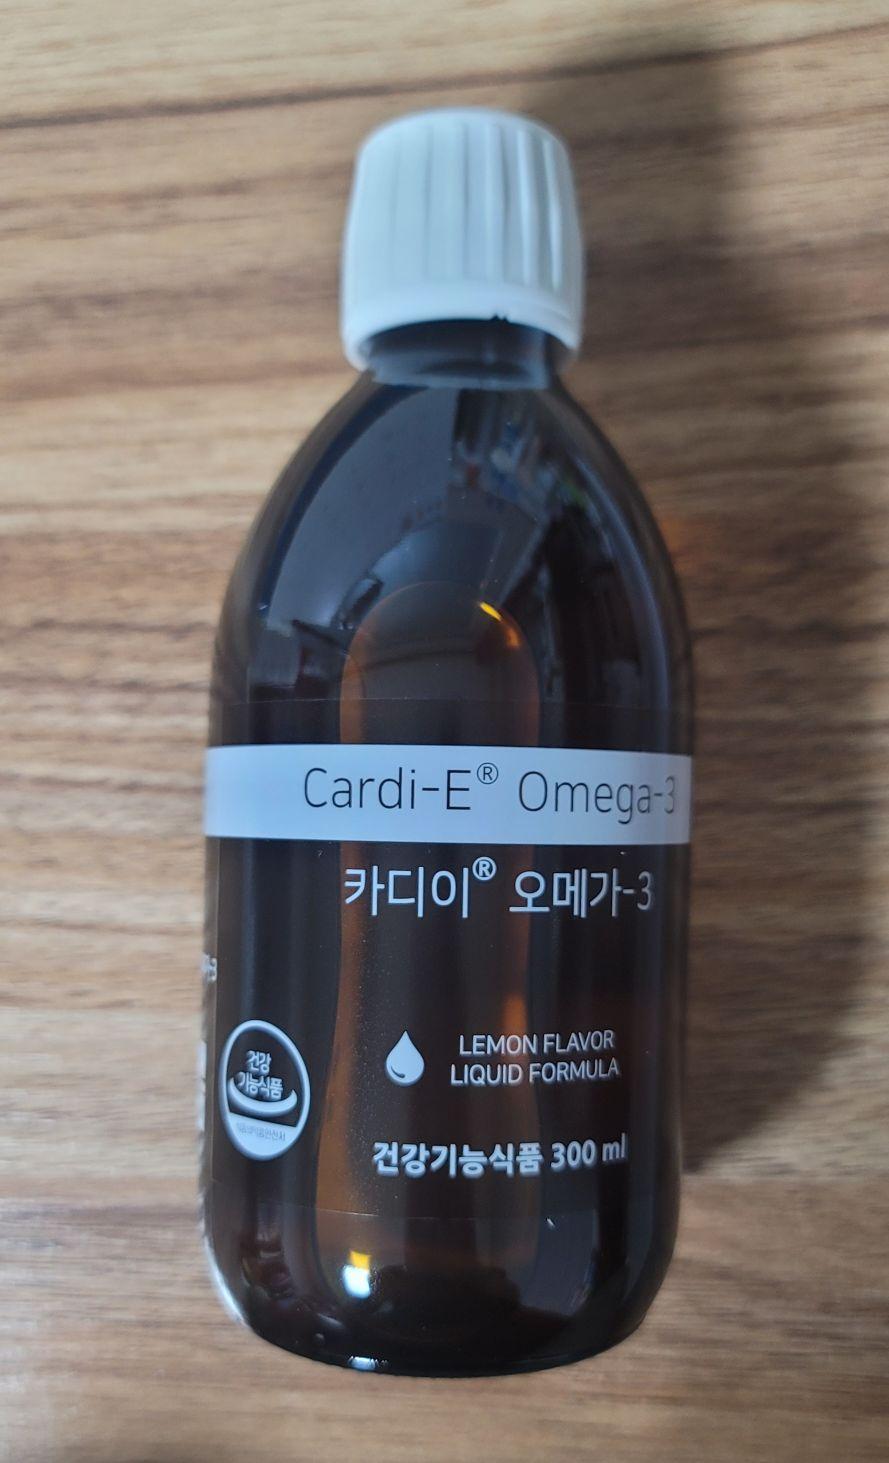 Cardi-E® Omega-3
카디이® 오메가-3
LEMON FLAVOR
LIQUID FORMULA
건강
기능식품
건강기능식품 300 ml